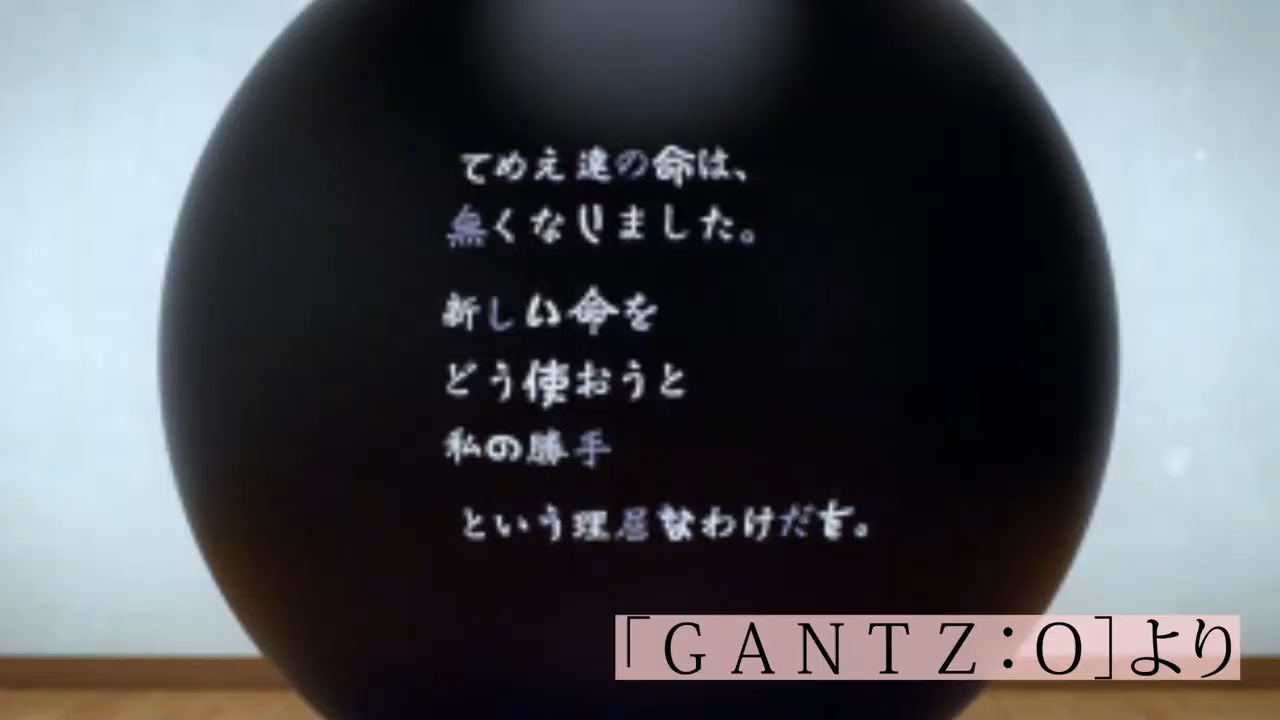 てめえ達の命は、
無くなりました。
新しい命を
どう使おうと
私の勝手
という理屈なわけだす。
「ＧＡＮＴＺ：Ｏ］より